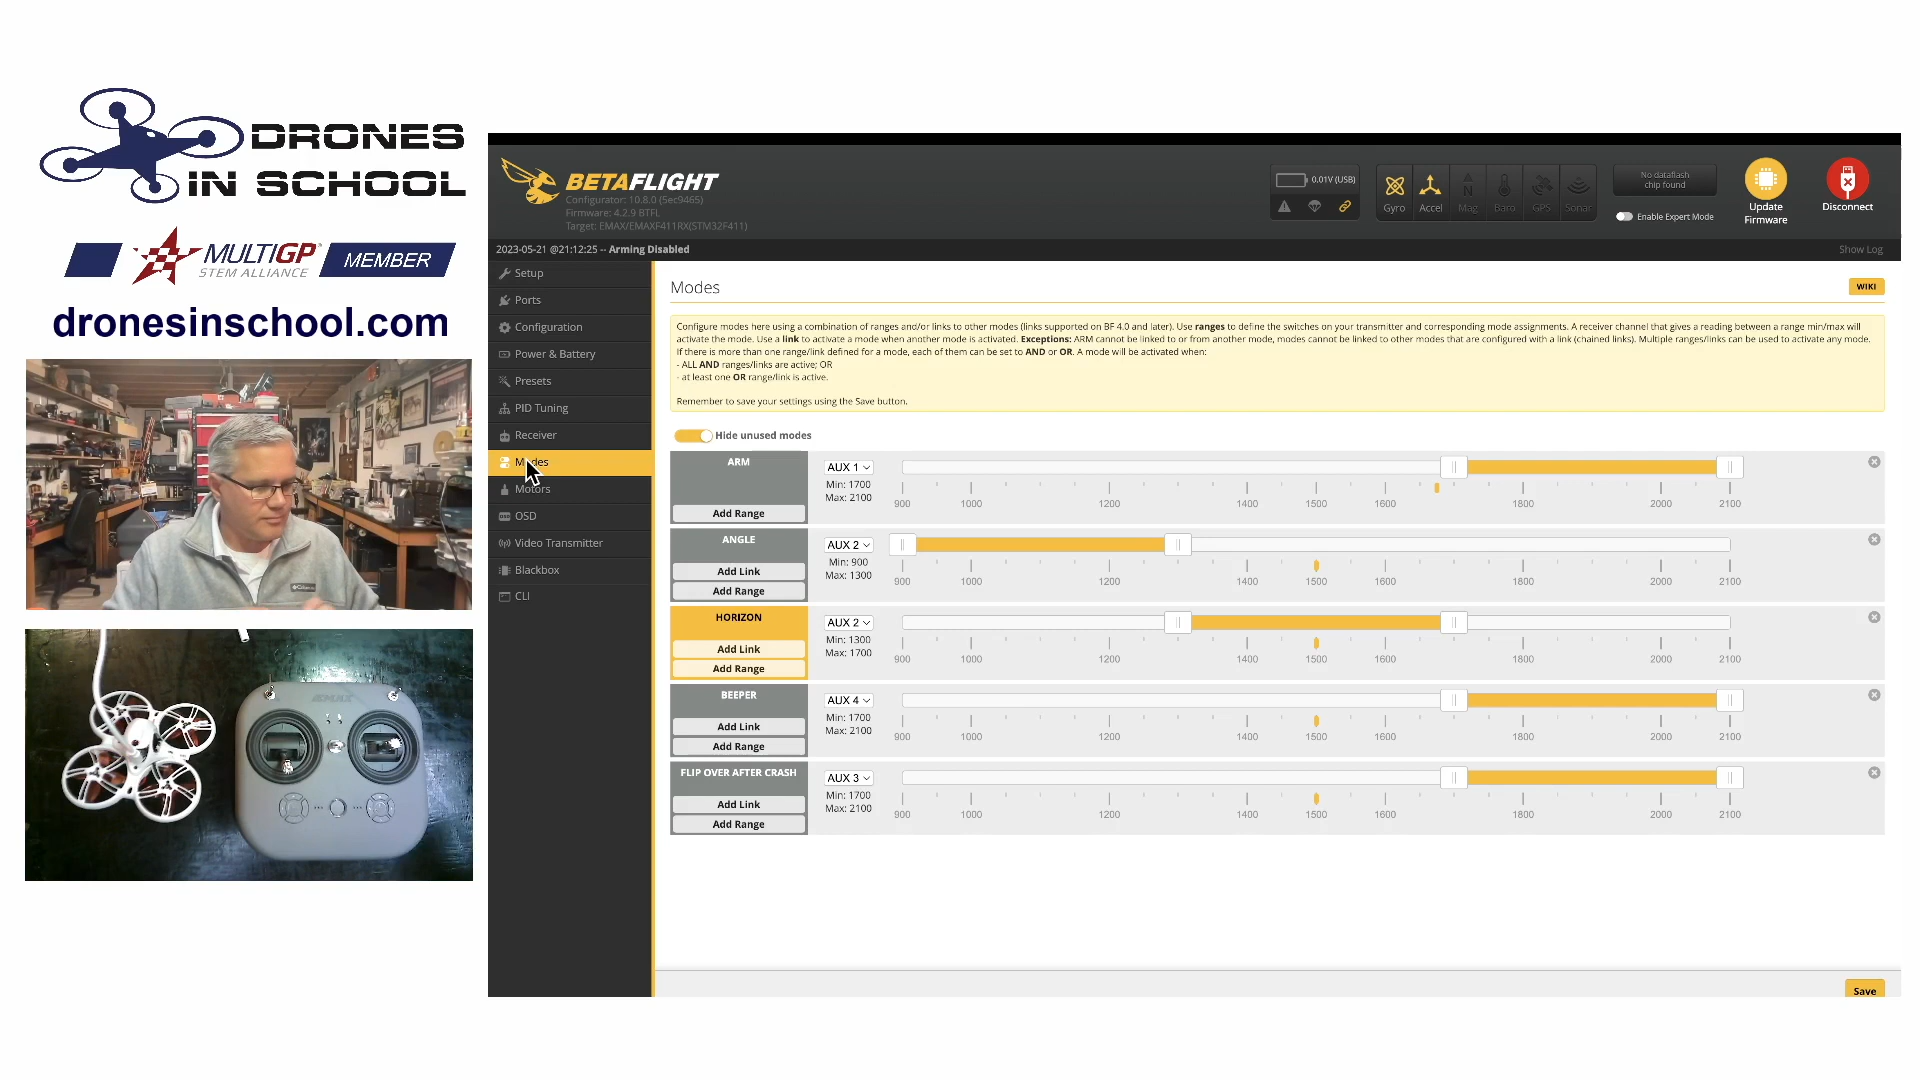 DRONES
IN SCHOOL
MULTIGP®
STEM ALLIANCE
MEMBER
dronesinschool.com
BETAFLIGHT
Configurator: 10.8.0 (5ec9465)
Firmware: 4.2.9 BTFL
Target: EMAX/EMAXF411RX(STM32F411)
0.01V (USB)
Gyro
Accel
Mag
Baro
GPS
Sonar
No dataflash
chip found
Enable Expert Mode
Update
Firmware
Disconnect
2023-05-21 @21:12:25 -- Arming Disabled
Show Log
Setup
Ports
Configuration
Power & Battery
Presets
PID Tuning
Receiver
Modes
Motors
OSD
Video Transmitter
Blackbox
CLI
Modes
WIKI
Configure modes here using a combination of ranges and/or links to other modes (links supported on BF 4.0 and later). Use ranges to define the switches on your transmitter and corresponding mode assignments. A receiver channel that gives a reading between a range min/max will
activate the mode. Use a link to activate a mode when another mode is activated. Exceptions: ARM cannot be linked to or from another mode, modes cannot be linked to other modes that are configured with a link (chained links). Multiple ranges/links can be used to activate any mode.
If there is more than one range/link defined for a mode, each of them can be set to AND or OR. A mode will be activated when:
- ALL AND ranges/links are active; OR
- at least one OR range/link is active.
Remember to save your settings using the Save button.
Hide unused modes
ARM
Add Range
AUX 1
Min: 1700
Max: 2100
900 1000 1200 1400 1500 1600 1800 2000 2100
ANGLE
Add Link
Add Range
AUX 2
Min: 900
Max: 1300
900 1000 1200 1400 1500 1600 1800 2000 2100
HORIZON
Add Link
Add Range
AUX 2
Min: 1300
Max: 1700
900 1000 1200 1400 1500 1600 1800 2000 2100
BEEPER
Add Link
Add Range
AUX 4
Min: 1700
Max: 2100
900 1000 1200 1400 1500 1600 1800 2000 2100
FLIP OVER AFTER CRASH
Add Link
Add Range
AUX 3
Min: 1700
Max: 2100
900 1000 1200 1400 1500 1600 1800 2000 2100
Save